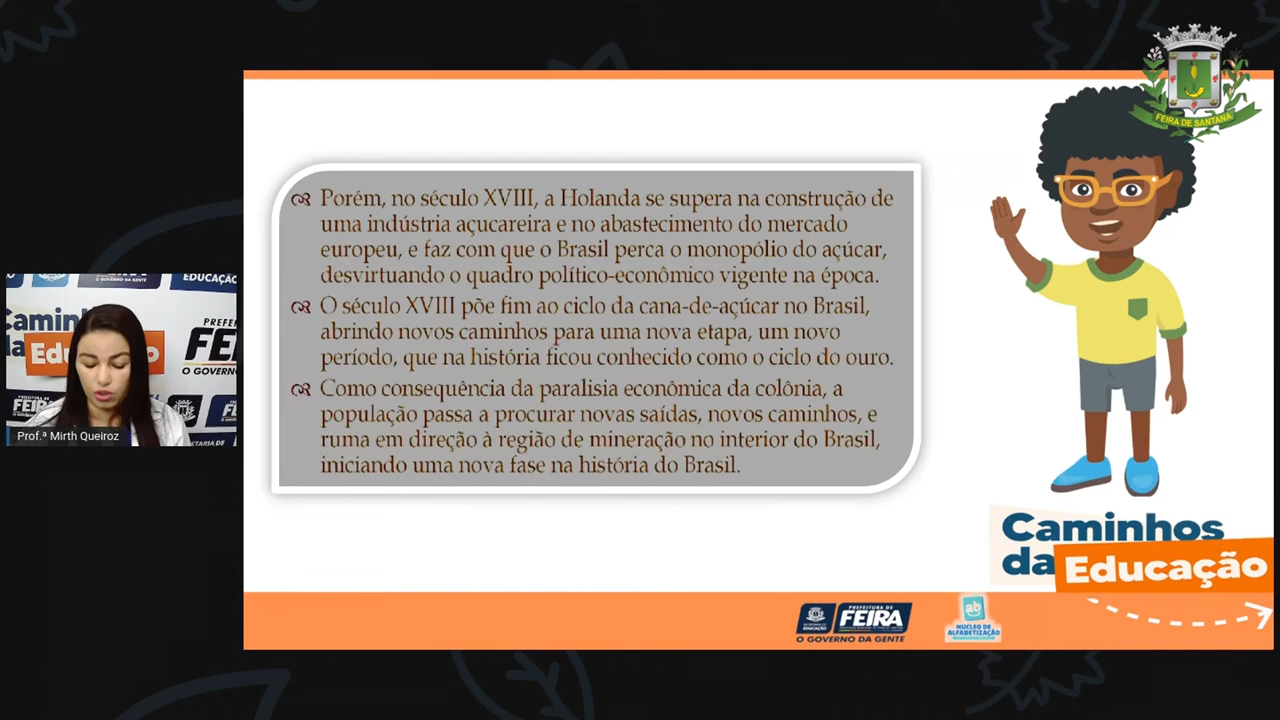 FEIRA DE SANTANA
Porém, no século XVIII, a Holanda se supera na construção de
uma indústria açucareira e no abastecimento do mercado
europeu, e faz com que o Brasil perca o monopólio do açúcar,
desvirtuando o quadro político-econômico vigente na época.
O século XVIII põe fim ao ciclo da cana-de-açúcar no Brasil,
abrindo novos caminhos para uma nova etapa, um novo
período, que na história ficou conhecido como o ciclo do ouro.
Como consequência da paralisia econômica da colônia, a
população passa a procurar novas saídas, novos caminhos, e
ruma em direção à região de mineração no interior do Brasil,
iniciando uma nova fase na história do Brasil.
Prof.ª Mirth Queiroz
Caminhos
da Educação
PREFEITURA DE
FEIRA
O GOVERNO DA GENTE
ab
NÚCLEO DE
ALFABETIZAÇÃO